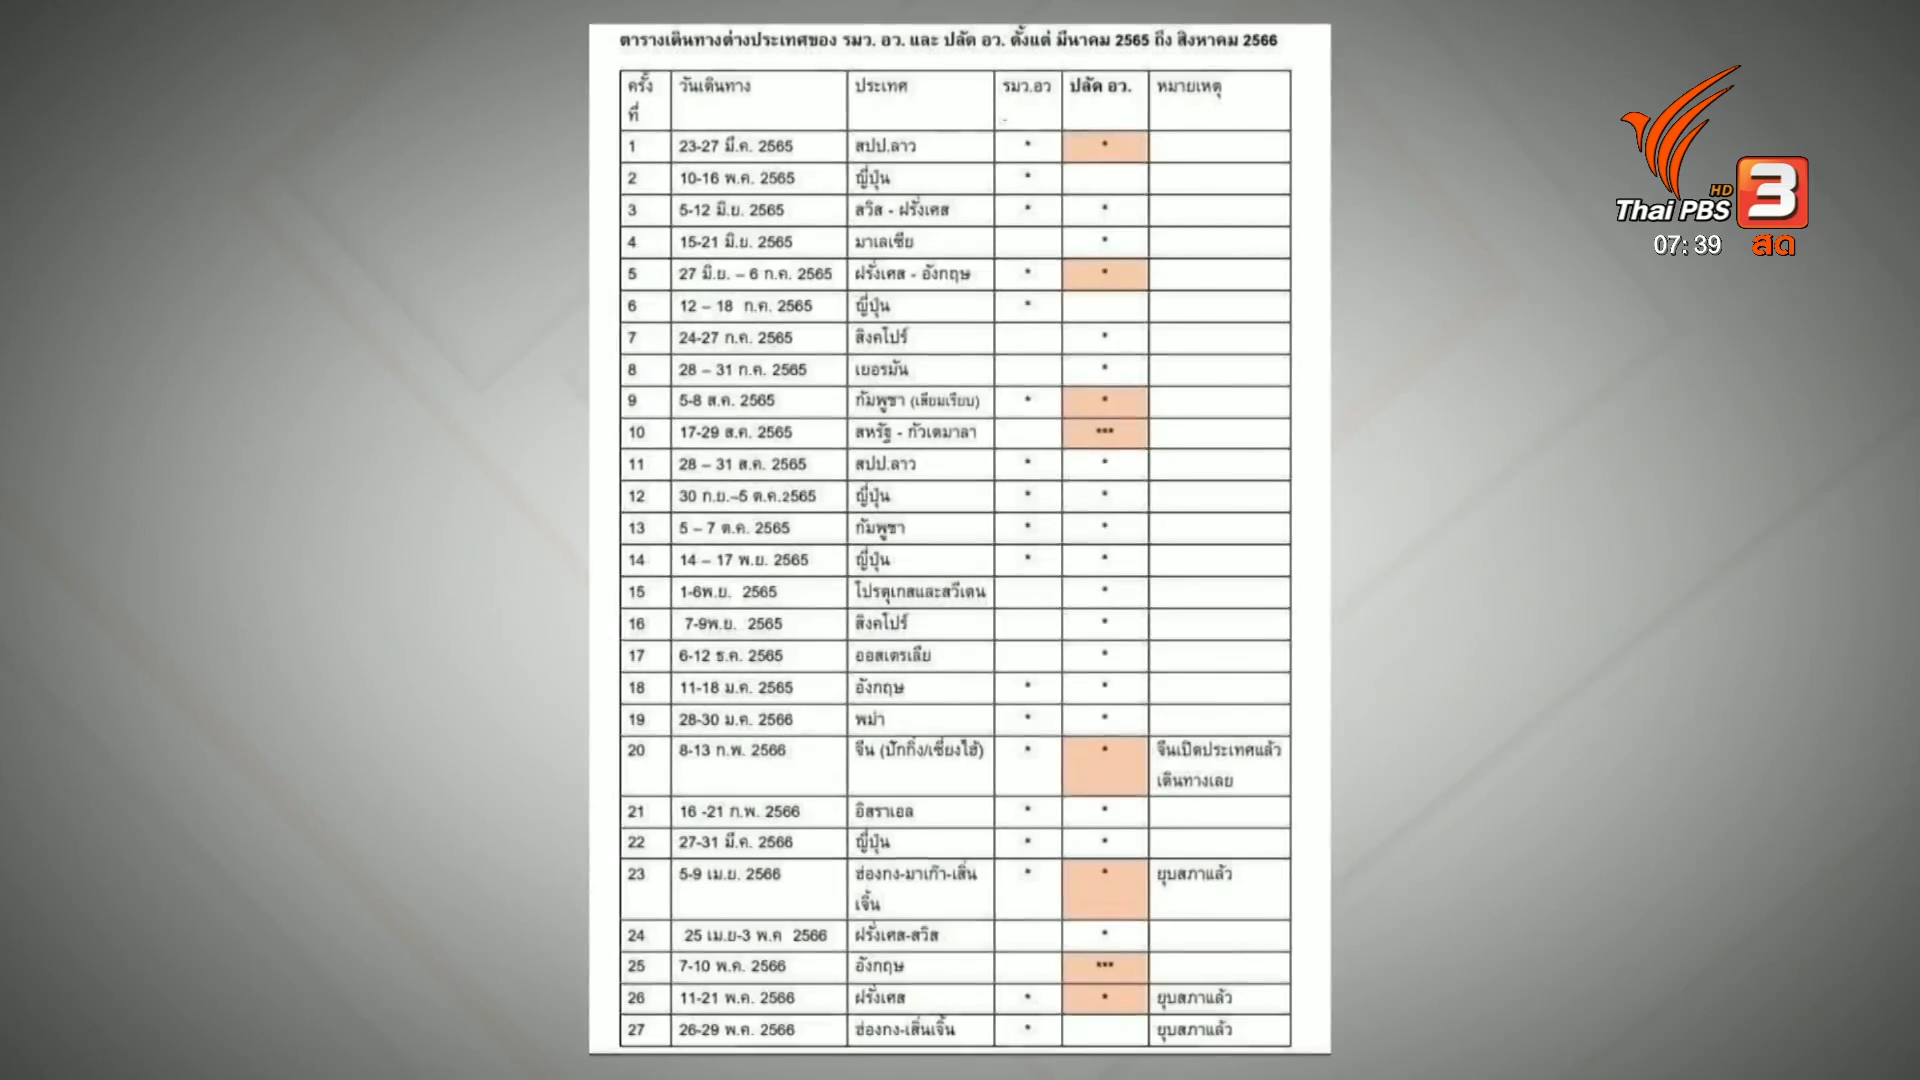 ตารางเดินทางต่างประเทศของ รมว. อว. และ ปลัด อว. ตั้งแต่ มีนาคม 2565 ถึง สิงหาคม 2566
ครั้งที่ วันเดินทาง ประเทศ รมว.อว. ปลัด อว. หมายเหตุ
1 23-27 มี.ค. 2565 สปป.ลาว * *
2 10-16 พ.ค. 2565 ญี่ปุ่น *
3 5-12 มิ.ย. 2565 สวิส - ฝรั่งเศส * *
4 15-21 มิ.ย. 2565 มาเลเซีย *
5 27 มิ.ย. – 6 ก.ค. 2565 ฝรั่งเศส - อังกฤษ * *
6 12 – 18 ก.ค. 2565 ญี่ปุ่น *
7 24-27 ก.ค. 2565 สิงคโปร์ *
8 28 – 31 ก.ค. 2565 เยอรมัน *
9 5-8 ส.ค. 2565 กัมพูชา (เสียมเรียบ) * *
10 17-29 ส.ค. 2565 สหรัฐ - กัวเตมาลา ***
11 28 – 31 ส.ค. 2565 สปป.ลาว * *
12 30 ก.ย.–5 ต.ค.2565 ญี่ปุ่น * *
13 5 – 7 ต.ค. 2565 กัมพูชา * *
14 14 – 17 พ.ย. 2565 ญี่ปุ่น * *
15 1-6พ.ย. 2565 โปรตุเกสและสวีเดน *
16 7-9พ.ย. 2565 สิงคโปร์ *
17 6-12 ธ.ค. 2565 ออสเตรเลีย *
18 11-18 ม.ค. 2565 อังกฤษ * *
19 28-30 ม.ค. 2566 พม่า * *
20 8-13 ก.พ. 2566 จีน (ปักกิ่ง/เซี่ยงไฮ้) * * จีนเปิดประเทศแล้ว
เดินทางเลย
21 16 -21 ก.พ. 2566 อิสราเอล * *
22 27-31 มี.ค. 2566 ญี่ปุ่น * *
23 5-9 เม.ย. 2566 ฮ่องกง-มาเก๊า-เสิ่น * * ยุบสภาแล้ว
เจิ้น
24 25 เม.ย-3 พ.ค 2566 ฝรั่งเศส-สวิส *
25 7-10 พ.ค. 2566 อังกฤษ ***
26 11-21 พ.ค. 2566 ฝรั่งเศส * * ยุบสภาแล้ว
27 26-29 พ.ค. 2566 ฮ่องกง-เสิ่นเจิ้น * ยุบสภาแล้ว
HD
Thai PBS 3
07:39 สด